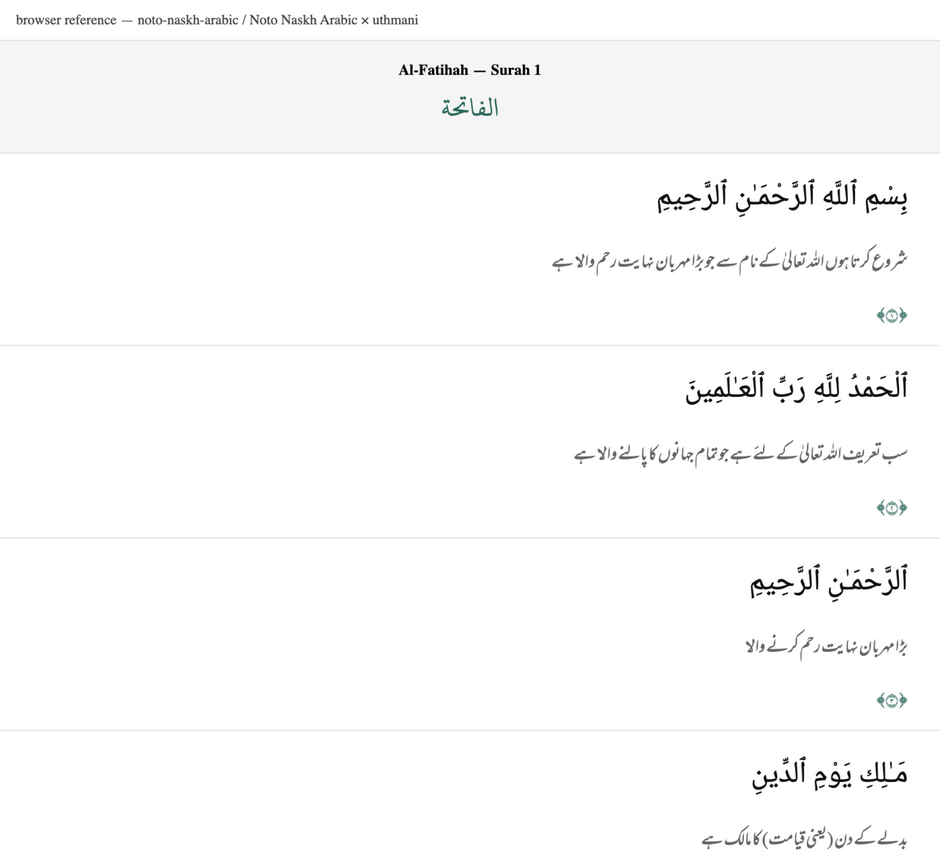 browser reference — noto-naskh-arabic / Noto Naskh Arabic × uthmani
Al-Fatihah — Surah 1
الفاتحة
بِسْمِ ٱللَّهِ ٱلرَّحْمَـٰنِ ٱلرَّحِيمِ
شروع کرتا ہوں اللہ تعالیٰ کے نام سے جو بڑا مہربان نہایت رحم والا ہے
﴿١﴾
ٱلْحَمْدُ لِلَّهِ رَبِّ ٱلْعَـٰلَمِينَ
سب تعریف اللہ تعالیٰ کے لئے ہے جو تمام جہانوں کا پالنے والا ہے
﴿٢﴾
ٱلرَّحْمَـٰنِ ٱلرَّحِيمِ
بڑا مہربان نہایت رحم کرنے والا
﴿٣﴾
مَـٰلِكِ يَوْمِ ٱلدِّينِ
بدلے کے دن (یعنی قیامت) کا مالک ہے